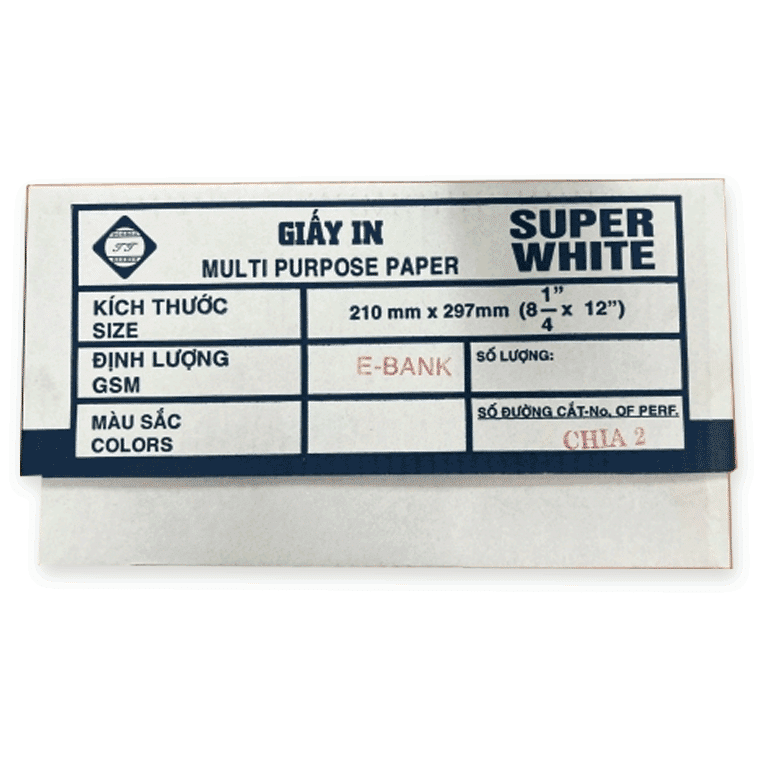 GIẤY IN
MULTI PURPOSE PAPER
SUPER
WHITE
KÍCH THƯỚC
SIZE
210 mm x 297mm (8 1/4 x 12”)
ĐỊNH LƯỢNG
GSM
E-BANK
SỐ LƯỢNG:
MÀU SẮC
COLORS
SỐ ĐƯỜNG CẮT-No, OF PERF.
CHIA 2